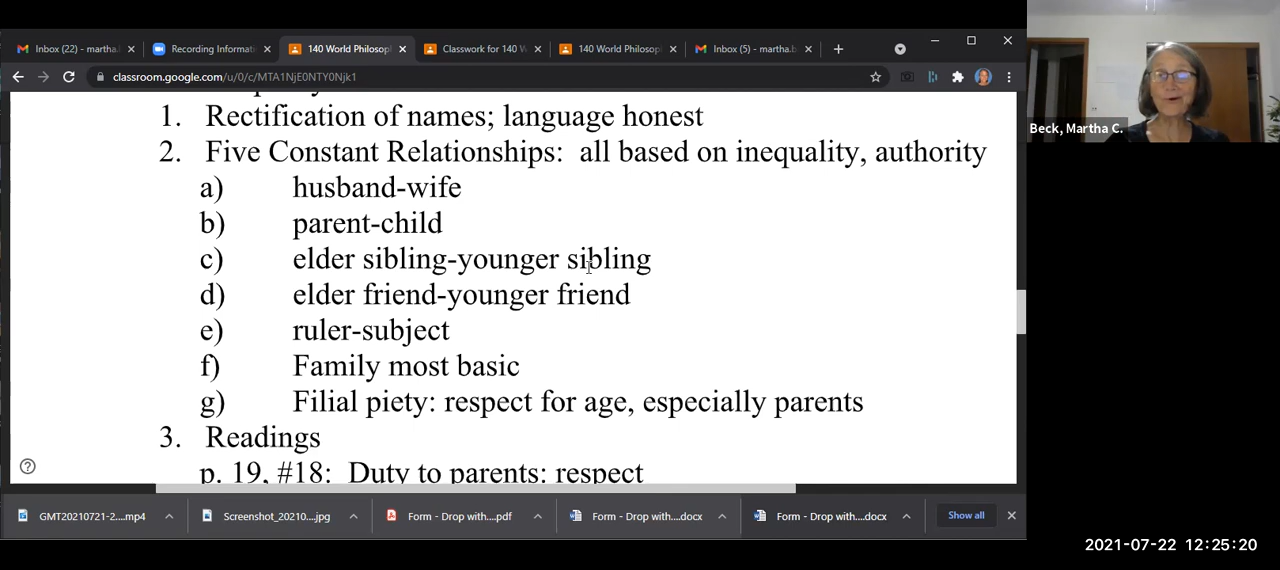 Inbox (22) - martha.
Recording Informati
140 World Philosop
Classwork for 140 W
140 World Philosop
Inbox (5) - martha.b
classroom.google.com/u/0/c/MTA1NjE0NTY0Njk1
1. Rectification of names; language honest
2. Five Constant Relationships: all based on inequality, authority
a) husband-wife
b) parent-child
c) elder sibling-younger sibling
d) elder friend-younger friend
e) ruler-subject
f) Family most basic
g) Filial piety: respect for age, especially parents
3. Readings
p. 19, #18: Duty to parents: respect
Beck, Martha C.
GMT20210721-2....mp4
Screenshot_20210....jpg
Form - Drop with....pdf
Form - Drop with....docx
Form - Drop with....docx
Show all
2021-07-22 12:25:20